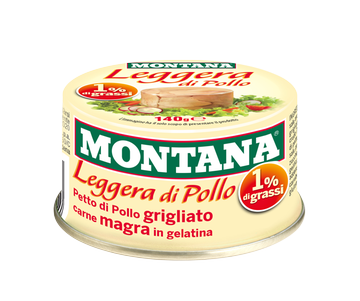 MONTANA
Leggera
di Pollo
1%
di grassi
140g℮
MONTANA®
Leggera di Pollo
1%
di grassi
Petto di Pollo grigliato
carne magra in gelatina